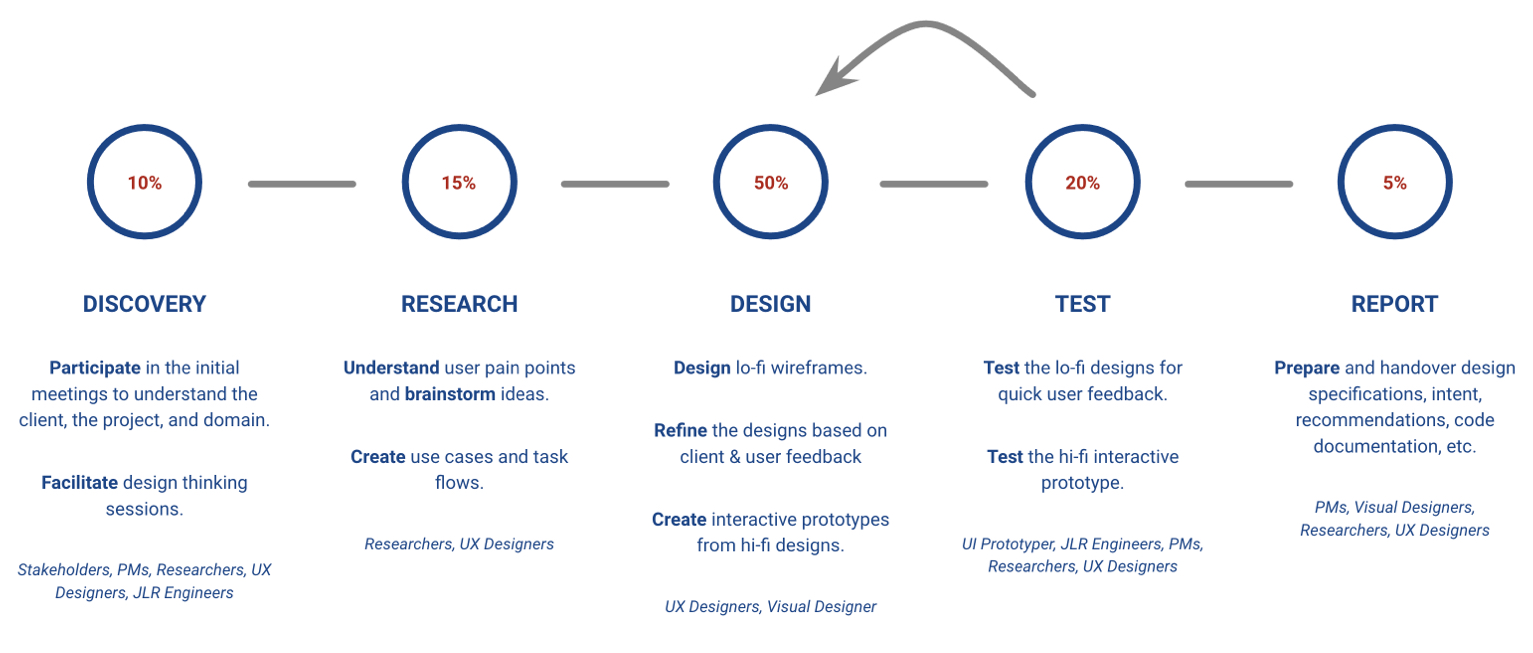 10%
15%
50%
20%
5%
DISCOVERY
Participate in the initial
meetings to understand the
client, the project, and domain.
Facilitate design thinking
sessions.
Stakeholders, PMs, Researchers, UX
Designers, JLR Engineers
RESEARCH
Understand user pain points
and brainstorm ideas.
Create use cases and task
flows.
Researchers, UX Designers
DESIGN
Design lo-fi wireframes.
Refine the designs based on
client & user feedback
Create interactive prototypes
from hi-fi designs.
UX Designers, Visual Designer
TEST
Test the lo-fi designs for
quick user feedback.
Test the hi-fi interactive
prototype.
UI Prototyper, JLR Engineers, PMs,
Researchers, UX Designers
REPORT
Prepare and handover design
specifications, intent,
recommendations, code
documentation, etc.
PMs, Visual Designers,
Researchers, UX Designers